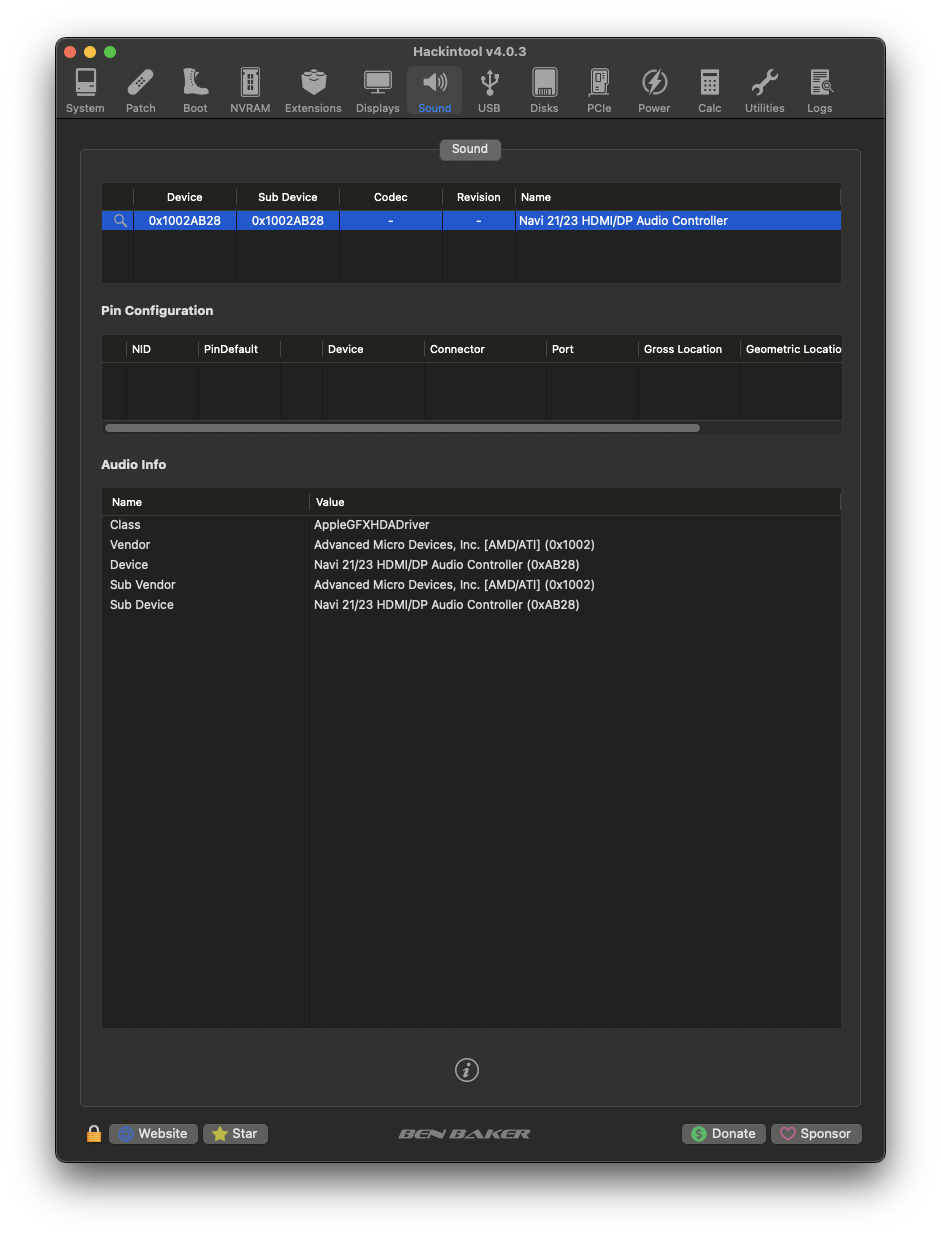 Hackintool v4.0.3
System Patch Boot NVRAM Extensions Displays Sound USB Disks PCIe Power Calc Utilities Logs
Sound
Device Sub Device Codec Revision Name
0x1002AB28 0x1002AB28 - - Navi 21/23 HDMI/DP Audio Controller
Pin Configuration
NID PinDefault Device Connector Port Gross Location Geometric Locatio
Audio Info
Name Value
Class AppleGFXHDADriver
Vendor Advanced Micro Devices, Inc. [AMD/ATI] (0x1002)
Device Navi 21/23 HDMI/DP Audio Controller (0xAB28)
Sub Vendor Advanced Micro Devices, Inc. [AMD/ATI] (0x1002)
Sub Device Navi 21/23 HDMI/DP Audio Controller (0xAB28)
Website Star BEN BAKER Donate Sponsor